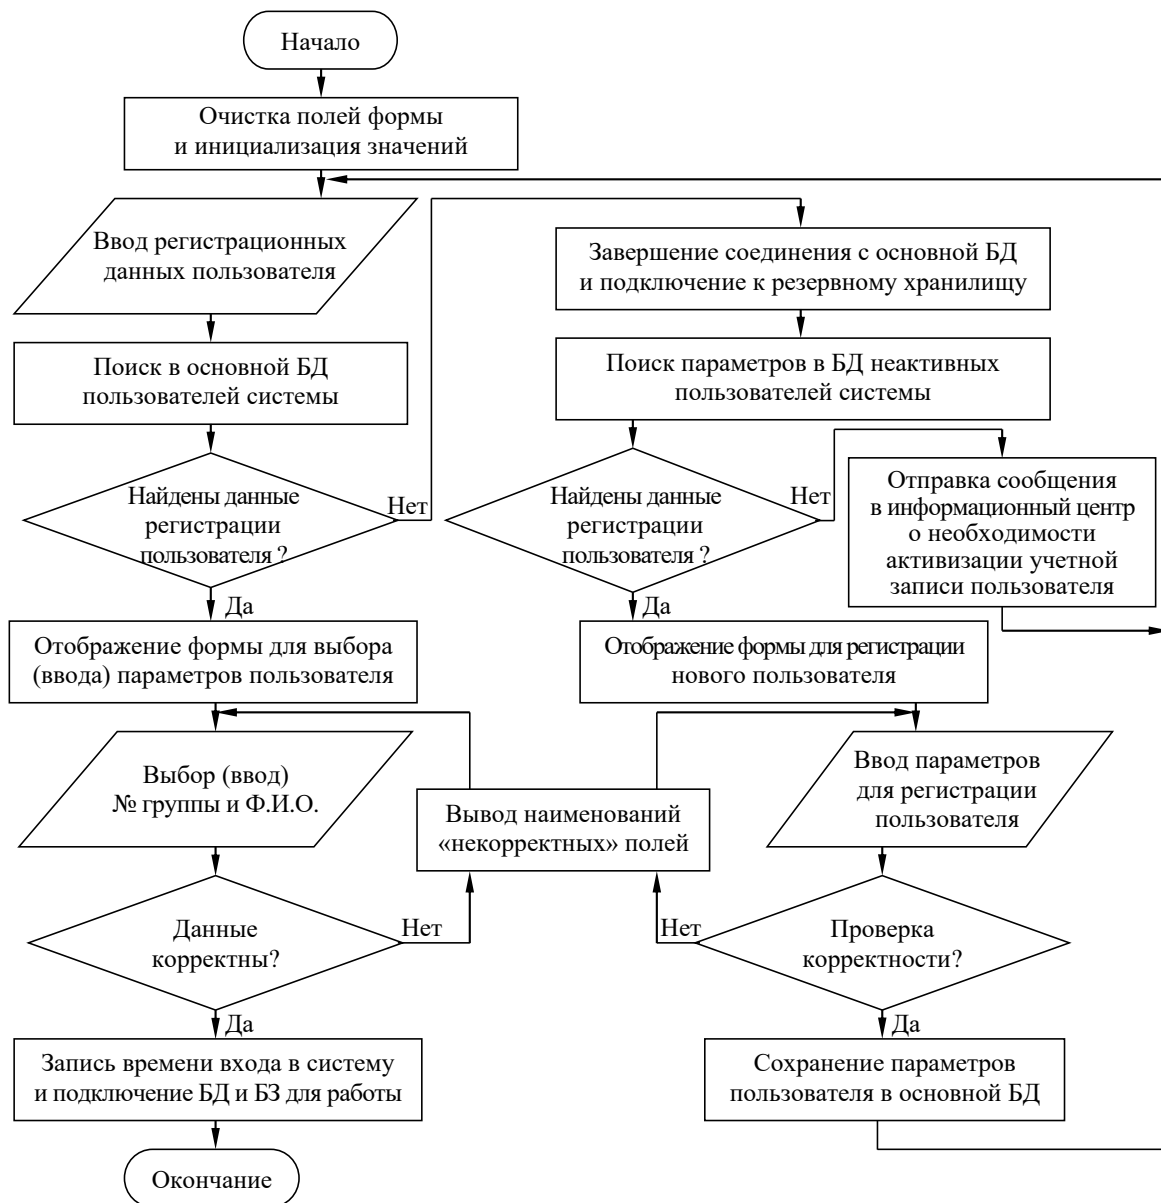 Начало
Очистка полей формы
и инициализация значений
Ввод регистрационных
данных пользователя
Завершение соединения с основной БД
и подключение к резервному хранилищу
Поиск в основной БД
пользователей системы
Поиск параметров в БД неактивных
пользователей системы
Найдены данные
регистрации
пользователя ?
Нет
Найдены данные
регистрации
пользователя ?
Нет
Отправка сообщения
в информационный центр
о необходимости
активизации учетной
записи пользователя
Да
Да
Отображение формы для выбора
(ввода) параметров пользователя
Отображение формы для регистрации
нового пользователя
Выбор (ввод)
№ группы и Ф.И.О.
Вывод наименований
«некорректных» полей
Ввод параметров
для регистрации
пользователя
Данные
корректны?
Нет
Нет
Проверка
корректности?
Да
Да
Запись времени входа в систему
и подключение БД и БЗ для работы
Сохранение параметров
пользователя в основной БД
Окончание